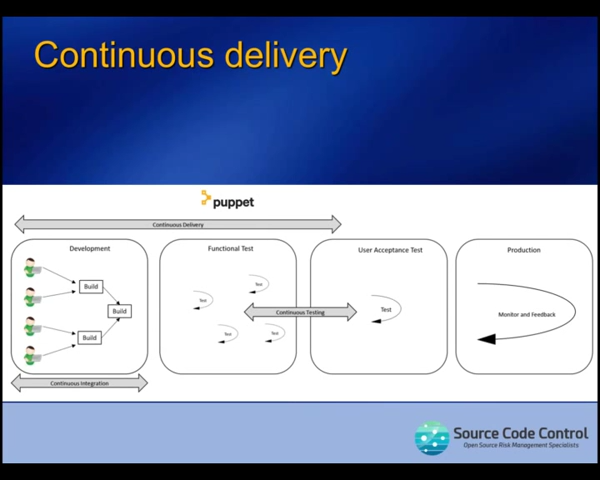 Continuous delivery
puppet
Continuous Delivery
Development
Functional Test
User Acceptance Test
Production
Build
Build
Build
Test
Test
Test
Test
Continuous Testing
Test
Monitor and Feedback
Continuous Integration
Source Code Control
Open Source Risk Management Specialists